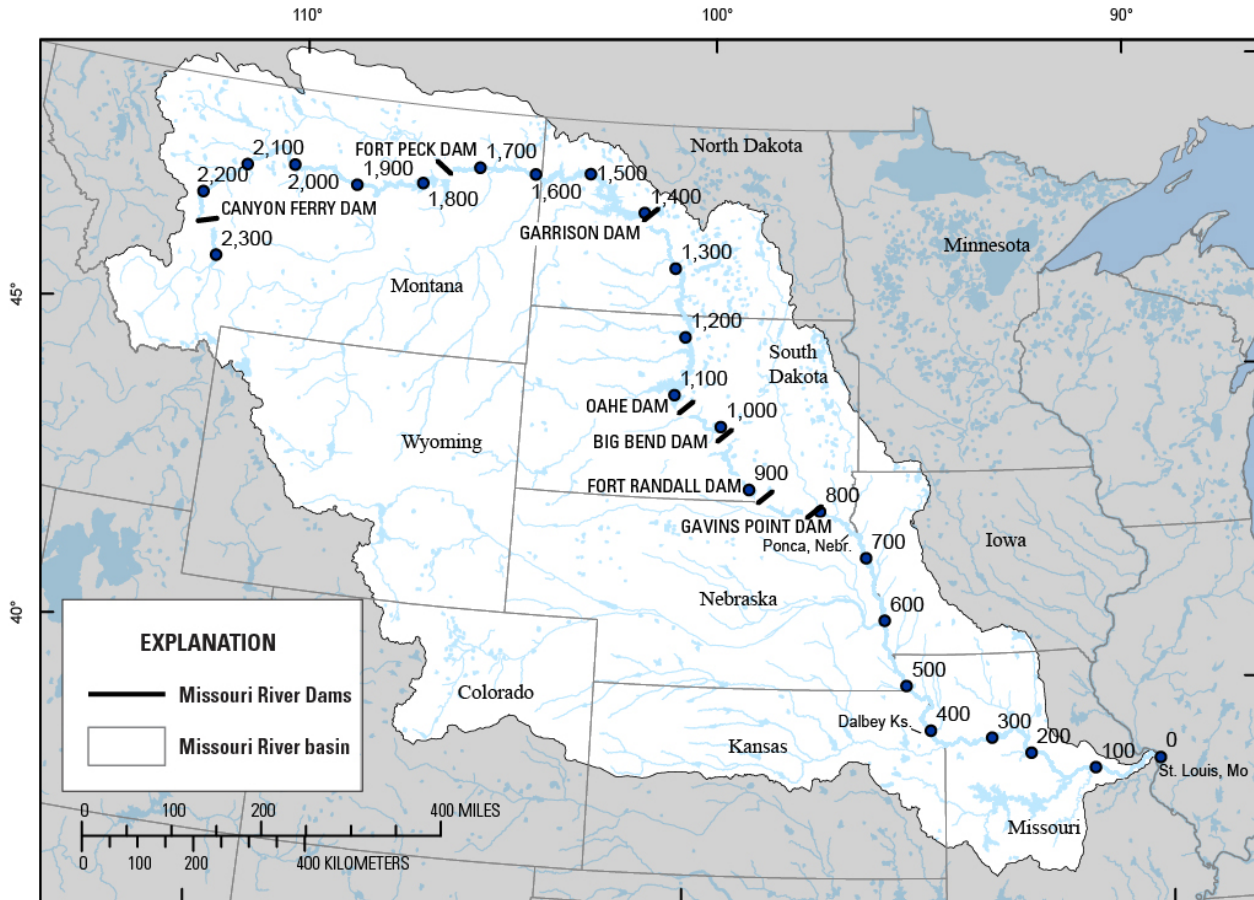 110°
100°
90°
45°
40°
North Dakota
Minnesota
Montana
South
Dakota
Wyoming
Iowa
Nebraska
Colorado
Kansas
Missouri
FORT PECK DAM
CANYON FERRY DAM
GARRISON DAM
OAHE DAM
BIG BEND DAM
FORT RANDALL DAM
GAVINS POINT DAM
Ponca, Nebr.
Dalbey Ks.
St. Louis, Mo
2,300
2,200
2,100
2,000
1,900
1,800
1,700
1,600
1,500
1,400
1,300
1,200
1,100
1,000
900
800
700
600
500
400
300
200
100
0
EXPLANATION
Missouri River Dams
Missouri River basin
0 100 200 400 MILES
0 100 200 400 KILOMETERS